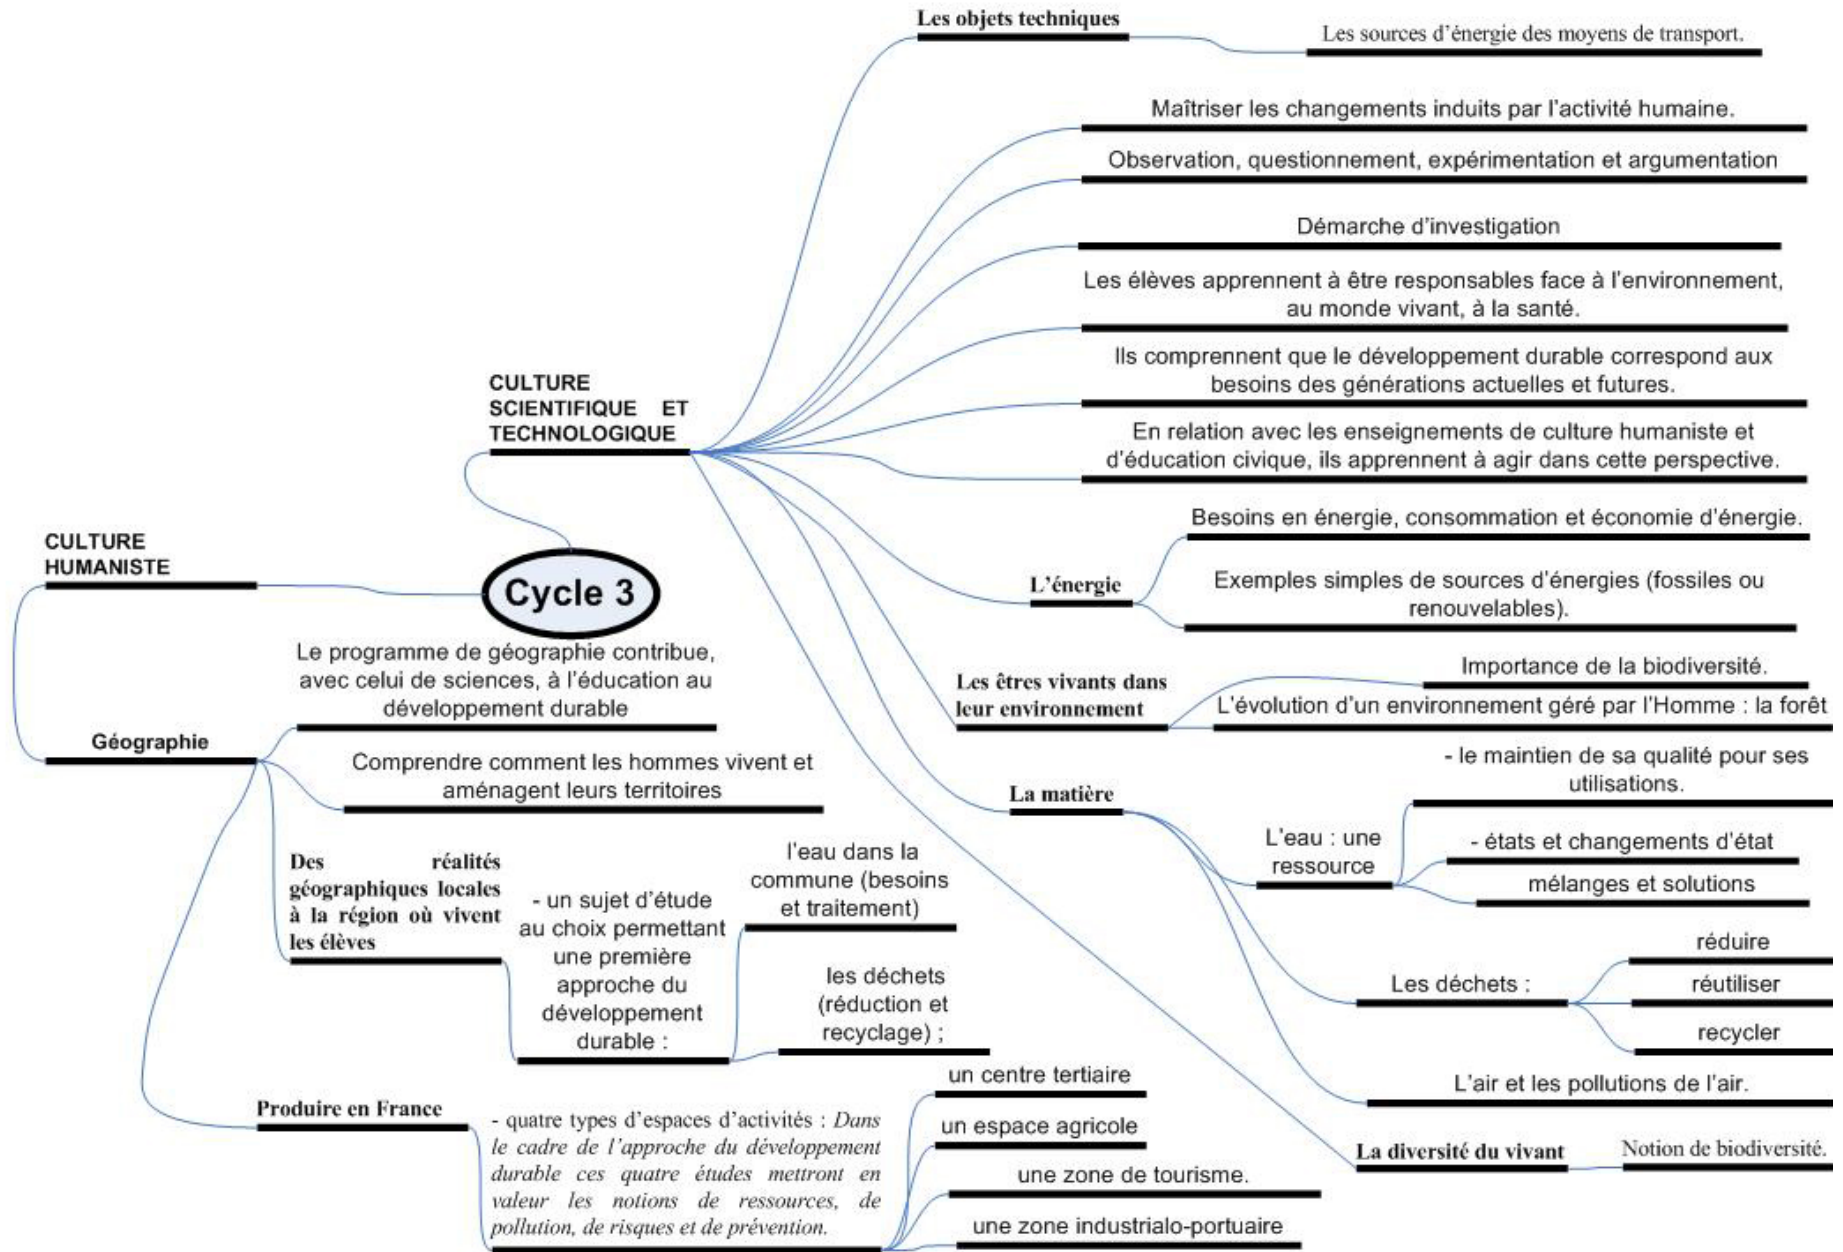 Les objets techniques
Les sources d'énergie des moyens de transport.
Maîtriser les changements induits par l'activité humaine.
Observation, questionnement, expérimentation et argumentation
Démarche d'investigation
Les élèves apprennent à être responsables face à l'environnement,
au monde vivant, à la santé.
Ils comprennent que le développement durable correspond aux
besoins des générations actuelles et futures.
CULTURE
SCIENTIFIQUE ET
TECHNOLOGIQUE
En relation avec les enseignements de culture humaniste et
d'éducation civique, ils apprennent à agir dans cette perspective.
Besoins en énergie, consommation et économie d'énergie.
L'énergie
Exemples simples de sources d'énergies (fossiles ou
renouvelables).
CULTURE
HUMANISTE
Cycle 3
Le programme de géographie contribue,
avec celui de sciences, à l'éducation au
développement durable
Géographie
Comprendre comment les hommes vivent et
aménagent leurs territoires
Les êtres vivants dans
leur environnement
Importance de la biodiversité.
L'évolution d'un environnement géré par l'Homme : la forêt
La matière
L'eau : une
ressource
- le maintien de sa qualité pour ses
utilisations.
- états et changements d'état
mélanges et solutions
Des réalités
géographiques locales
à la région où vivent
les élèves
- un sujet d'étude
au choix permettant
une première
approche du
développement
durable :
l'eau dans la
commune (besoins
et traitement)
les déchets
(réduction et
recyclage) ;
Les déchets :
réduire
réutiliser
recycler
L'air et les pollutions de l'air.
La diversité du vivant
Notion de biodiversité.
Produire en France
- quatre types d'espaces d'activités : Dans
le cadre de l'approche du développement
durable ces quatre études mettront en
valeur les notions de ressources, de
pollution, de risques et de prévention.
un centre tertiaire
un espace agricole
une zone de tourisme.
une zone industrialo-portuaire